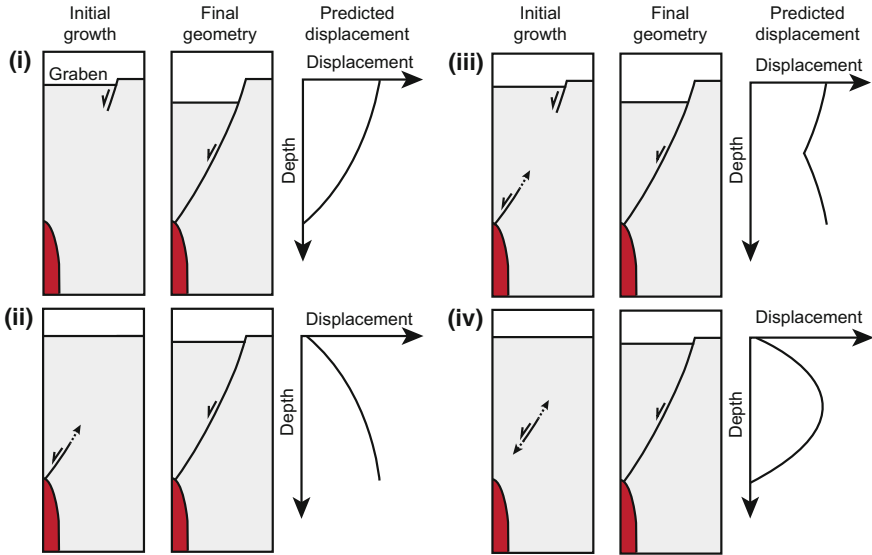 Initial growth
Final geometry
Predicted displacement
Initial growth
Final geometry
Predicted displacement
(i)
Graben
Displacement
Depth
(iii)
Displacement
Depth
(ii)
Displacement
Depth
(iv)
Displacement
Depth